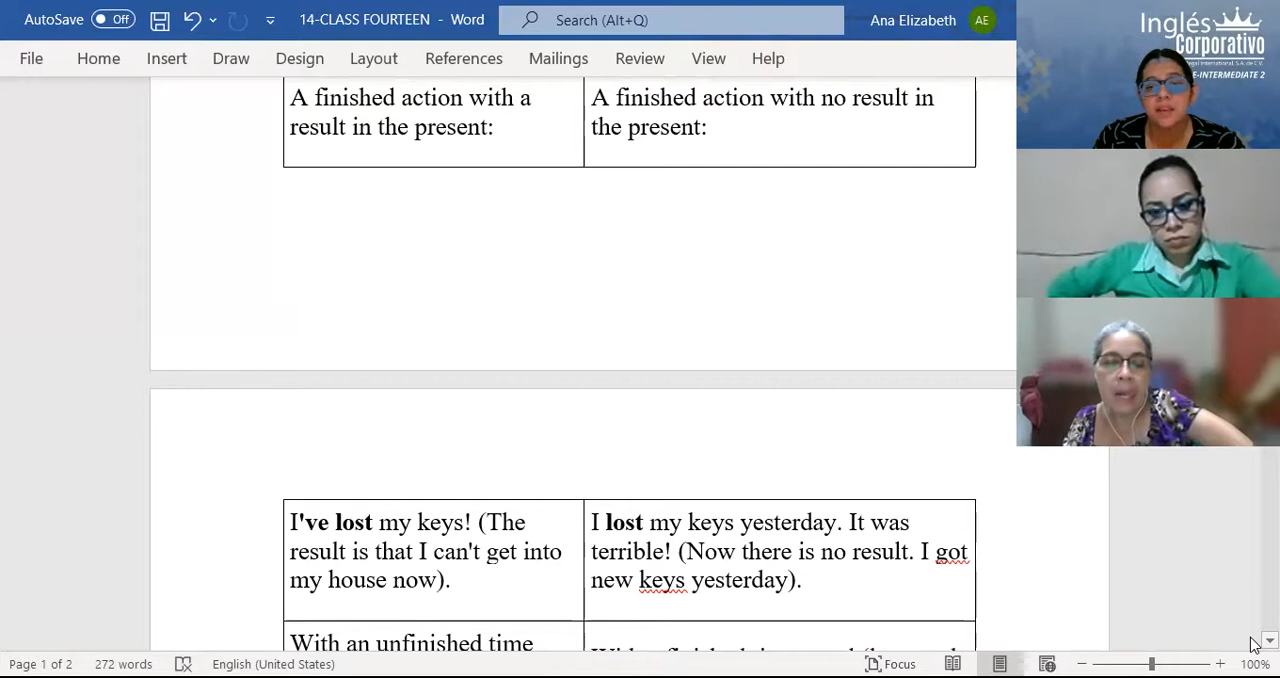 AutoSave Off 14-CLASS FOURTEEN - Word Search (Alt+Q) Ana Elizabeth AE
File Home Insert Draw Design Layout References Mailings Review View Help
Inglés
Corporativo
E-INTERMEDIATE 2
A finished action with a
result in the present:
A finished action with no result in
the present:
I've lost my keys! (The
result is that I can't get into
my house now).
I lost my keys yesterday. It was
terrible! (Now there is no result. I got
new keys yesterday).
With an unfinished time
Page 1 of 2 272 words English (United States) Focus 100%